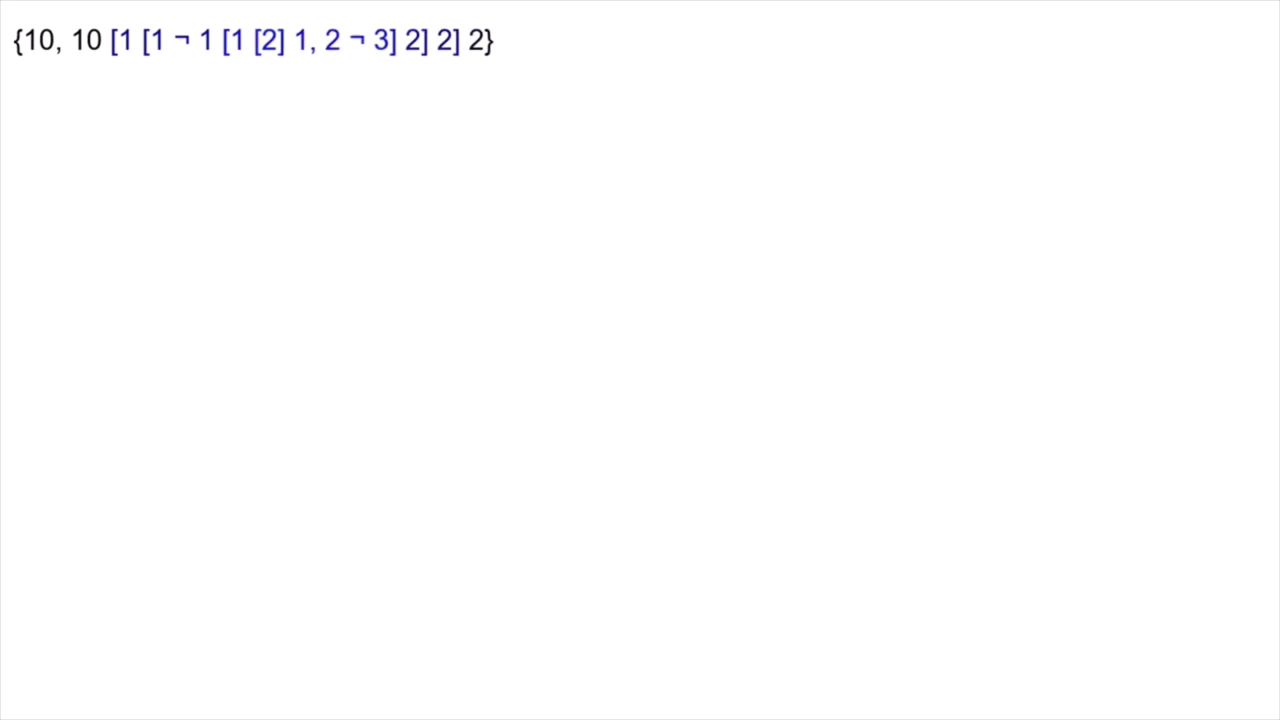 {10, 10 [1 [1 ¬ 1 [1 [2] 1, 2 ¬ 3] 2] 2] 2}